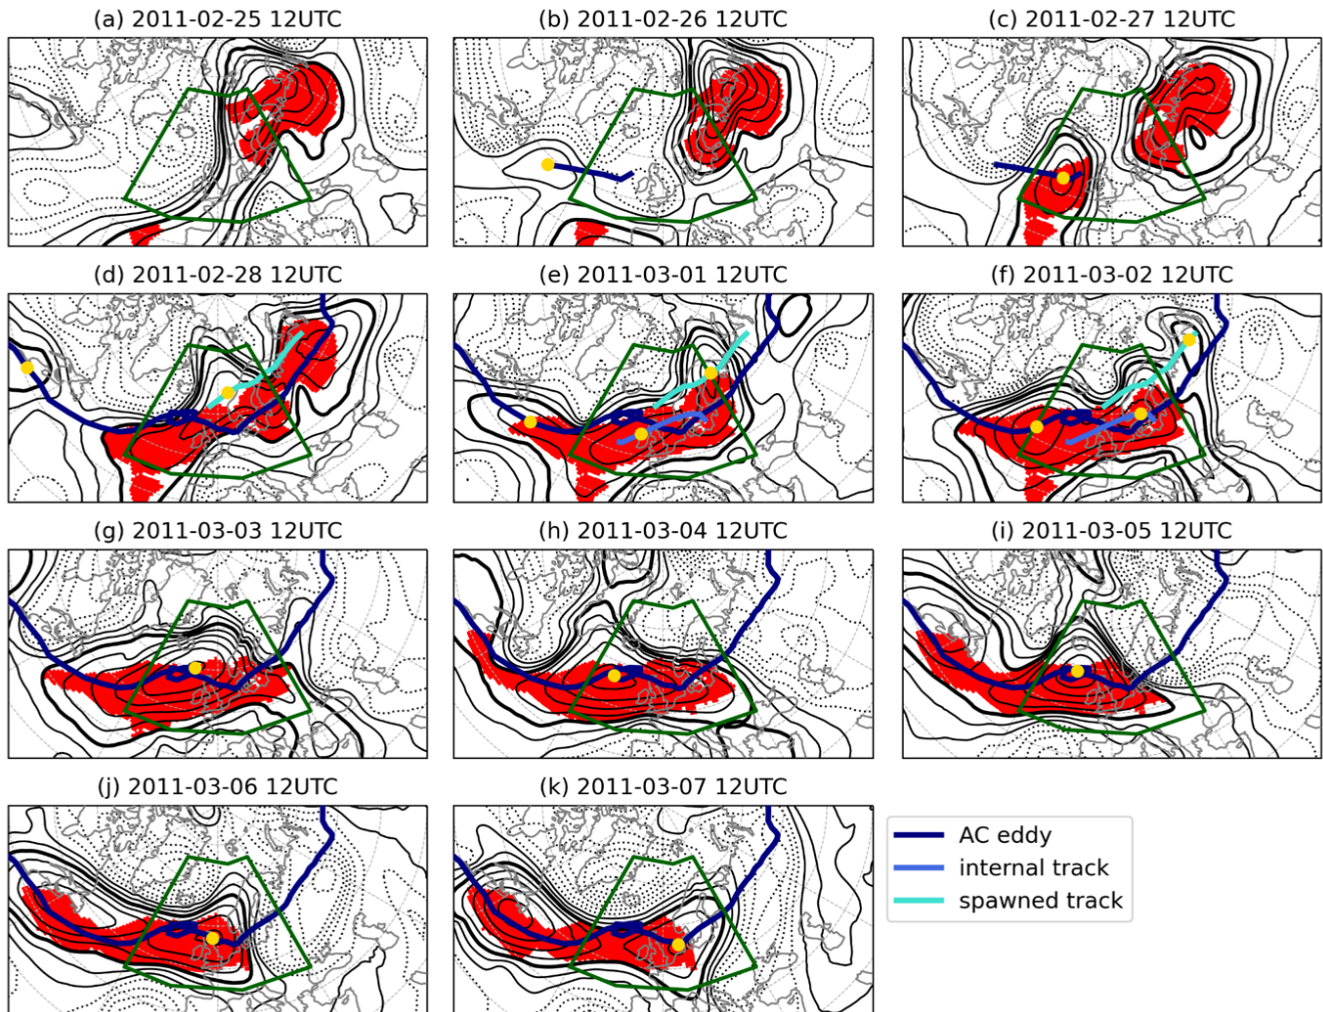 (a) 2011-02-25 12UTC
(b) 2011-02-26 12UTC
(c) 2011-02-27 12UTC
(d) 2011-02-28 12UTC
(e) 2011-03-01 12UTC
(f) 2011-03-02 12UTC
(g) 2011-03-03 12UTC
(h) 2011-03-04 12UTC
(i) 2011-03-05 12UTC
(j) 2011-03-06 12UTC
(k) 2011-03-07 12UTC
AC eddy
internal track
spawned track